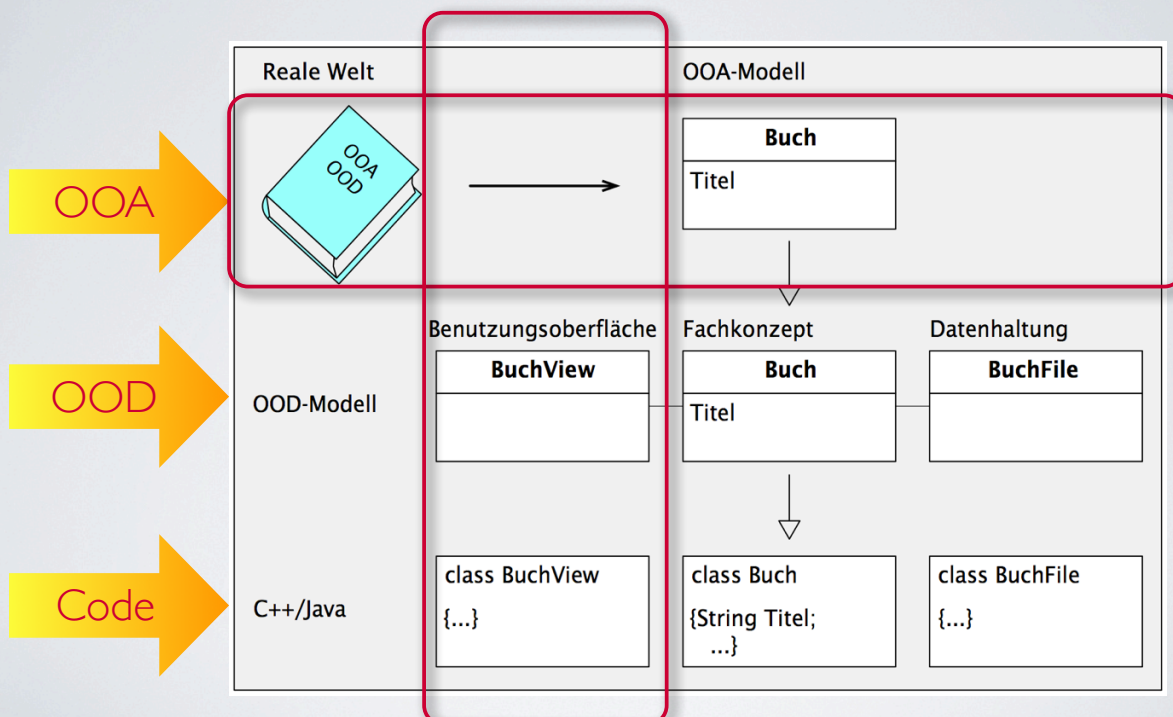 Reale Welt
OOA-Modell
OOA
OOA
OOD
Buch
Titel
Benutzungsoberfläche
Fachkonzept
Datenhaltung
OOD
OOD-Modell
BuchView
Buch
Titel
BuchFile
Code
C++/Java
class BuchView
{...}
class Buch
{String Titel;
...}
class BuchFile
{...}